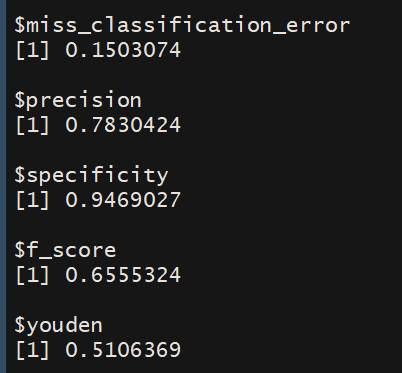 $miss_classification_error
[1] 0.1503074
$precision
[1] 0.7830424
$specificity
[1] 0.9469027
$f_score
[1] 0.6555324
$youden
[1] 0.5106369